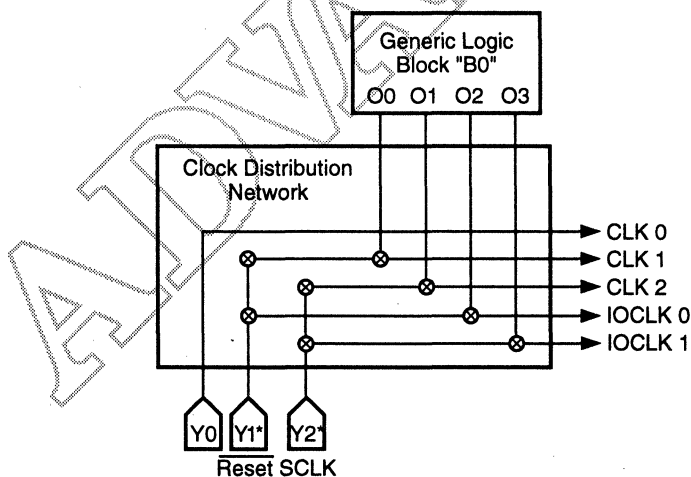 Generic Logic
Block "B0"
O0 O1 O2 O3
Clock Distribution
Network
CLK 0
CLK 1
CLK 2
IOCLK 0
IOCLK 1
Y0 Y1* Y2*
Reset SCLK
ADVA